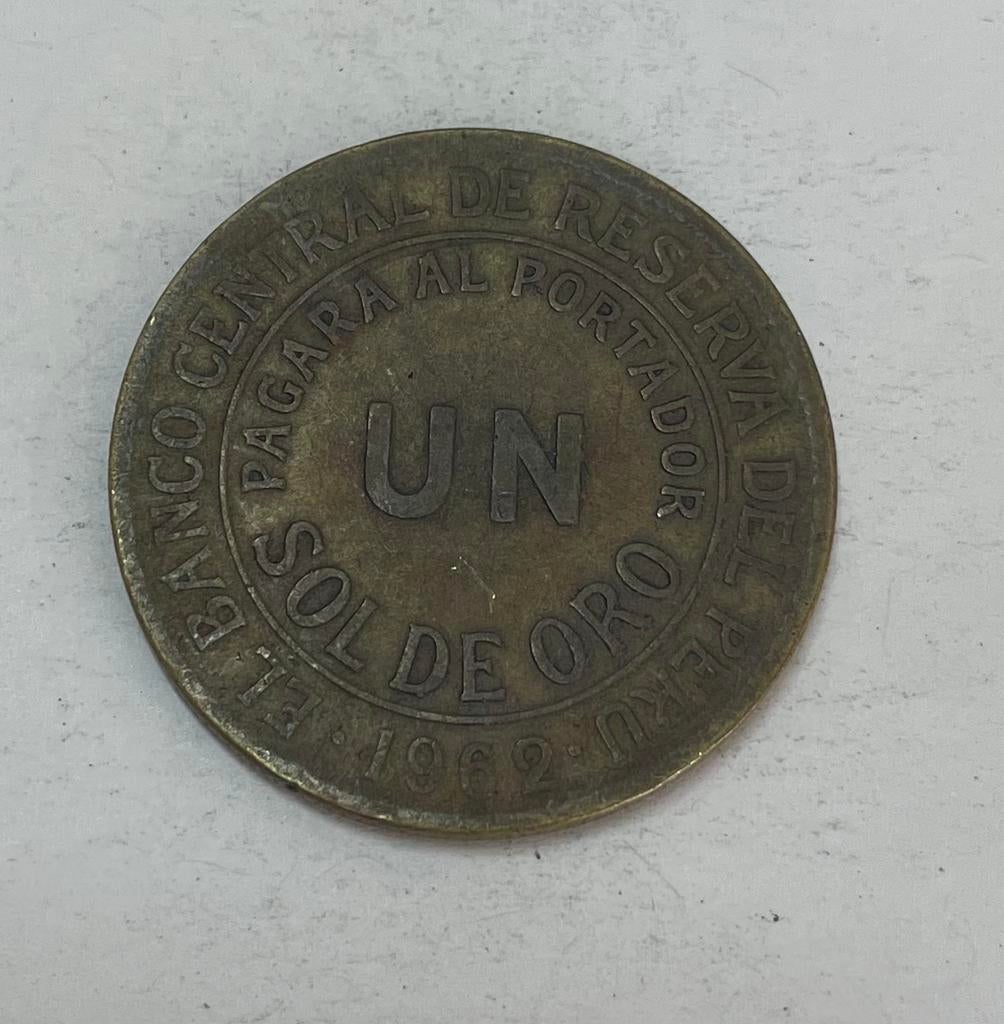 EL BANCO CENTRAL DE RESERVA DEL PERU
PAGARA AL PORTADOR
UN
SOL DE ORO
· 1962 ·